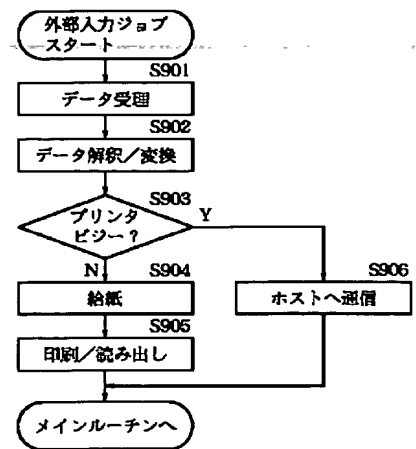 外部入力ジョブ
スタート
S901
データ受理
S902
データ解釈／変換
S903
プリンタ
ビジー？
Y
N
S904
給紙
S906
ホストへ通信
S905
印刷／読み出し
メインルーチンへ